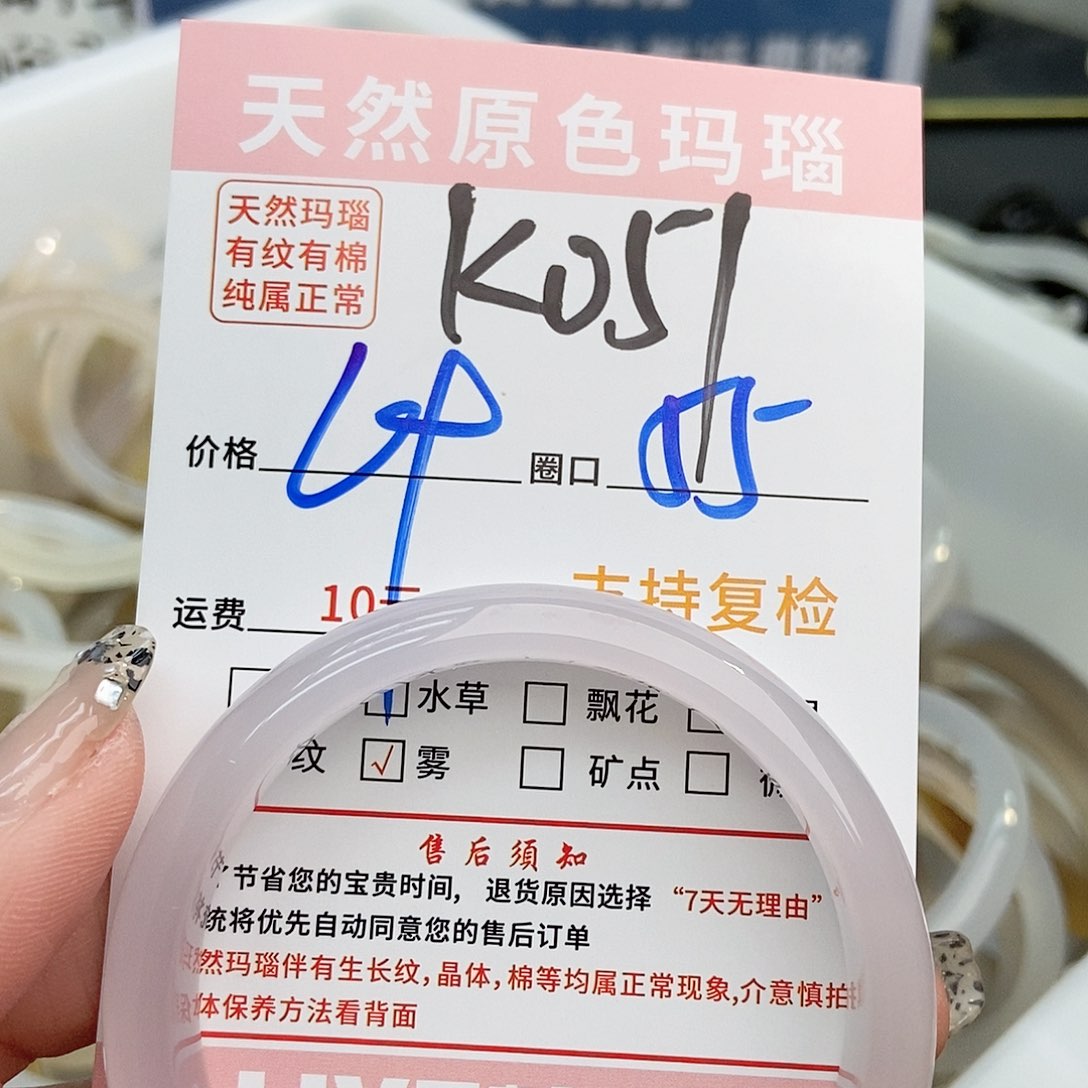 天然原色玛瑙
天然玛瑙
有纹有棉
纯属正常
K051
价格 圈口 55
运费 10元 支持复检
水草 飘花
纹 √ 雾 矿点
售后须知
节省您的宝贵时间, 退货原因选择 “7天无理由”
统将优先自动同意您的售后订单
然玛瑙伴有生长纹,晶体,棉等均属正常现象,介意慎拍
体保养方法看背面